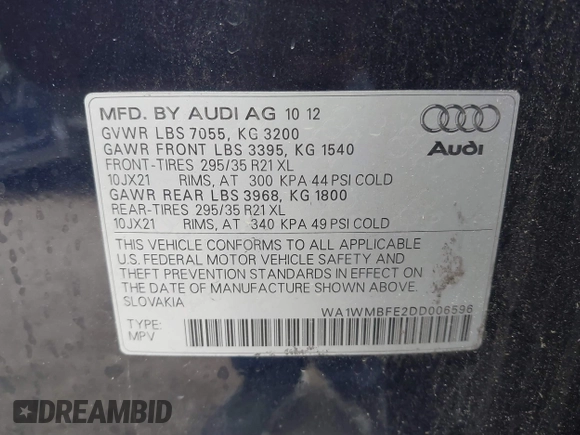 MFD. BY AUDI AG 10 12
GVWR LBS 7055, KG 3200
GAWR FRONT LBS 3395, KG 1540
FRONT-TIRES 295/35 R21 XL
10JX21 RIMS, AT 300 KPA 44 PSI COLD
GAWR REAR LBS 3968, KG 1800
REAR-TIRES 295/35 R21 XL
10JX21 RIMS, AT 340 KPA 49 PSI COLD
THIS VEHICLE CONFORMS TO ALL APPLICABLE
U.S. FEDERAL MOTOR VEHICLE SAFETY AND
THEFT PREVENTION STANDARDS IN EFFECT ON
THE DATE OF MANUFACTURE SHOWN ABOVE.
SLOVAKIA
WA1WMBFE2DD006596
TYPE:
MPV
Audi
DREAMBID